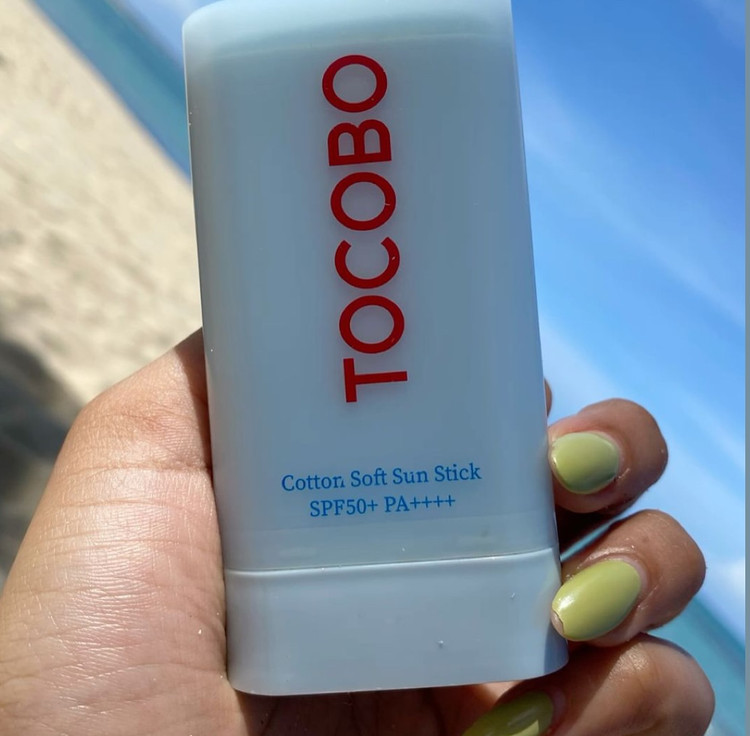 TOCOBO
Cotton Soft Sun Stick
SPF50+ PA++++